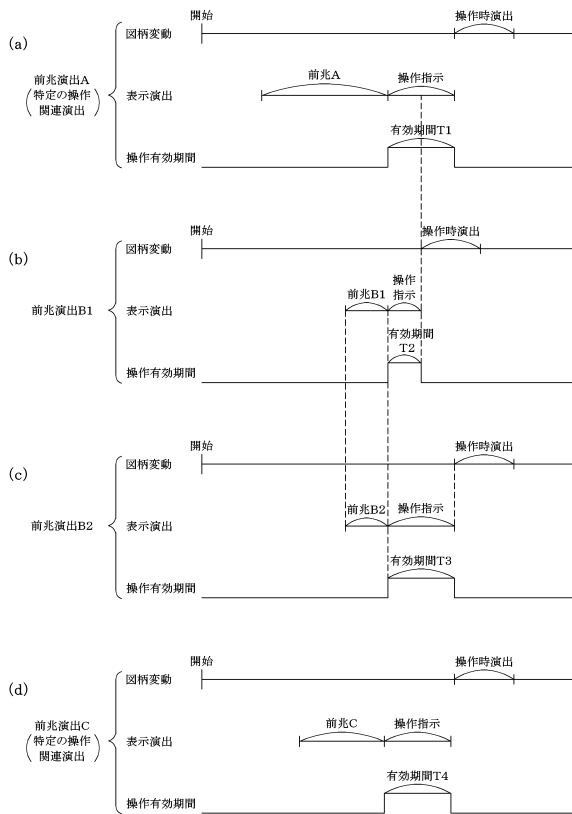 (a)
前兆演出A
(特定の操作
関連演出)
図柄変動
開始
操作時演出
表示演出
前兆A
操作指示
操作有効期間
有効期間T1
(b)
前兆演出B1
図柄変動
開始
操作時演出
表示演出
前兆B1
操作
指示
操作有効期間
有効期間
T2
(c)
前兆演出B2
図柄変動
開始
操作時演出
表示演出
前兆B2
操作指示
操作有効期間
有効期間T3
(d)
前兆演出C
(特定の操作
関連演出)
図柄変動
開始
操作時演出
表示演出
前兆C
操作指示
操作有効期間
有効期間T4